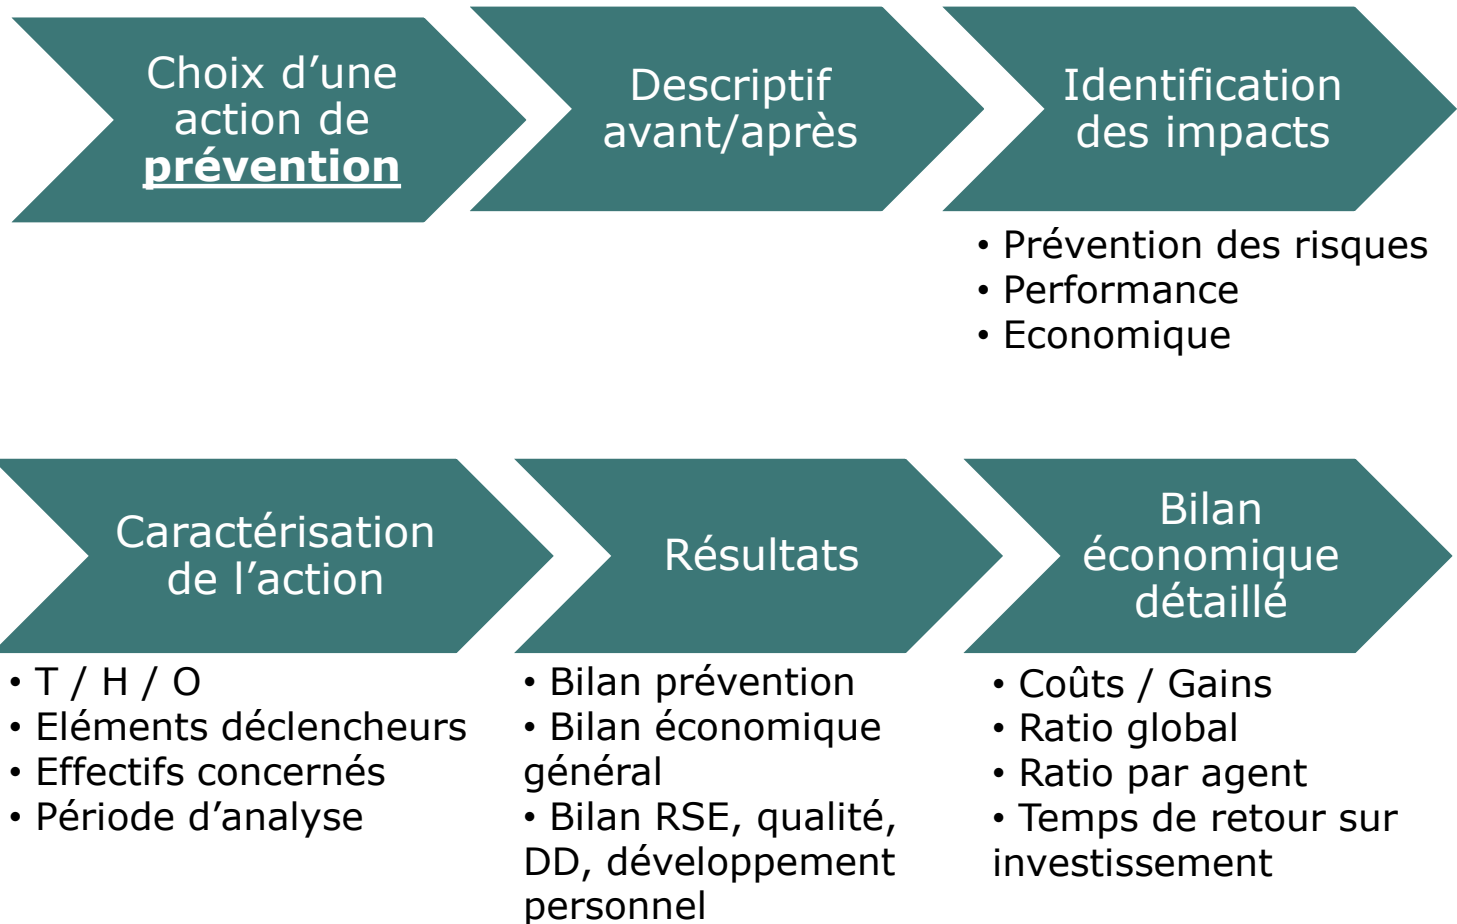 Choix d’une
action de
prévention
Descriptif
avant/après
Identification
des impacts
• Prévention des risques
• Performance
• Economique
Caractérisation
de l’action
• T / H / O
• Eléments déclencheurs
• Effectifs concernés
• Période d’analyse
Résultats
• Bilan prévention
• Bilan économique
général
• Bilan RSE, qualité,
DD, développement
personnel
Bilan
économique
détaillé
• Coûts / Gains
• Ratio global
• Ratio par agent
• Temps de retour sur
investissement